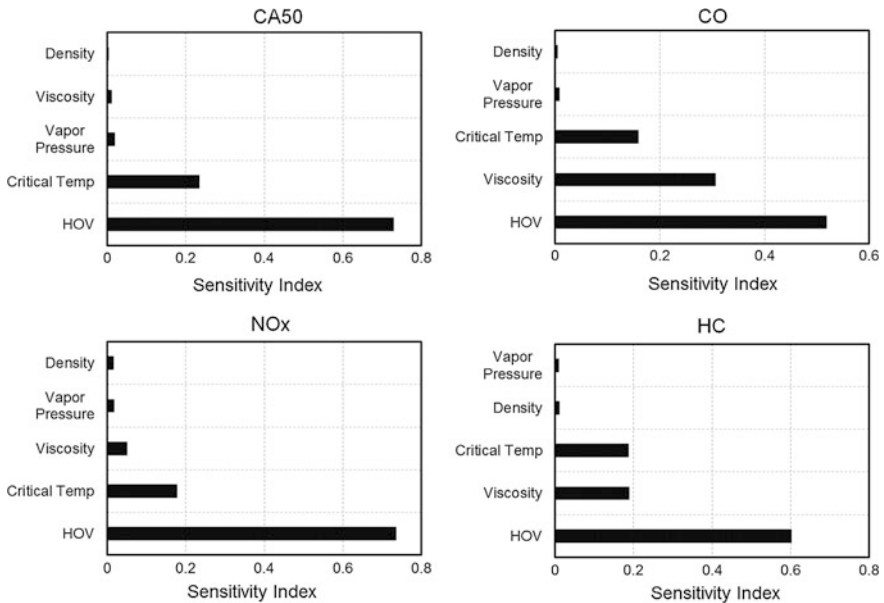 CA50
Density
Viscosity
Vapor
Pressure
Critical Temp
HOV
0
0.2
0.4
0.6
0.8
Sensitivity Index
CO
Density
Vapor
Pressure
Critical Temp
Viscosity
HOV
0
0.2
0.4
0.6
Sensitivity Index
NOx
Density
Vapor
Pressure
Viscosity
Critical Temp
HOV
0
0.2
0.4
0.6
0.8
Sensitivity Index
HC
Vapor
Pressure
Density
Critical Temp
Viscosity
HOV
0
0.2
0.4
0.6
0.8
Sensitivity Index